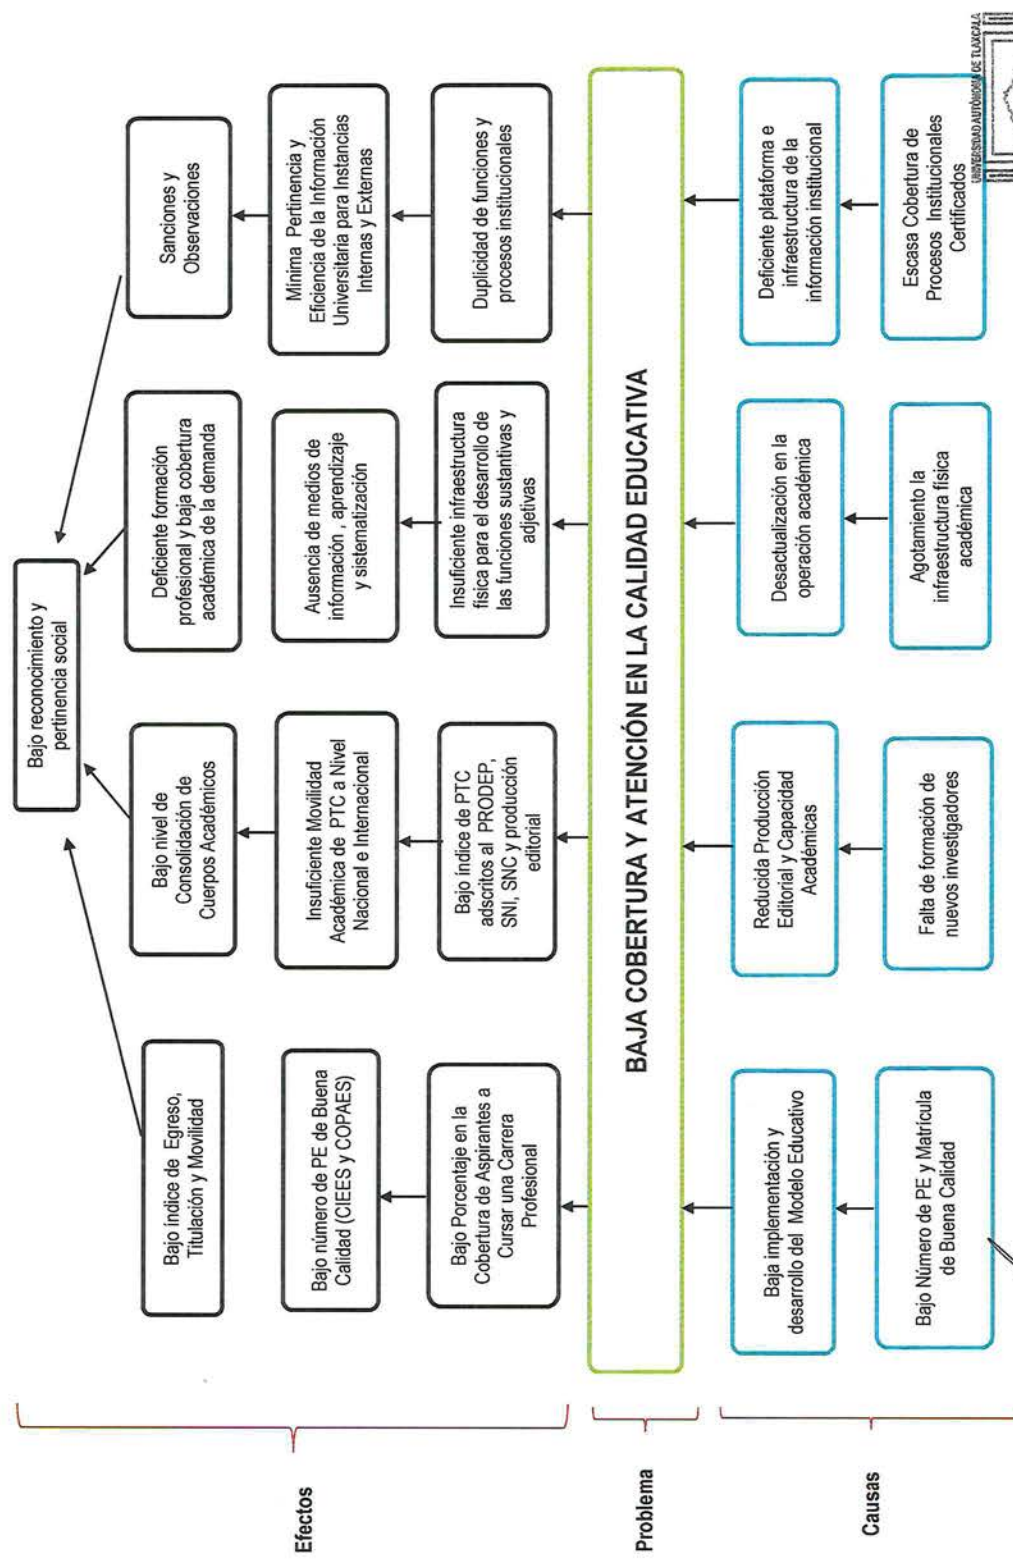 Bajo reconocimiento y
pertinencia social
Bajo índice de Egreso,
Titulación y Movilidad
Bajo nivel de
Consolidación de
Cuerpos Académicos
Deficiente formación
profesional y baja cobertura
académica de la demanda
Sanciones y
Observaciones
Efectos
Bajo número de PE de Buena
Calidad (CIEES y COPAES)
Insuficiente Movilidad
Académica de PTC a Nivel
Nacional e Internacional
Ausencia de medios de
información , aprendizaje
y sistematización
Mínima Pertinencia y
Eficiencia de la Información
Universitaria para Instancias
Internas y Externas
Bajo Porcentaje en la
Cobertura de Aspirantes a
Cursar una Carrera
Profesional
Bajo índice de PTC
adscritos al PRODEP,
SNI, SNC y producción
editorial
Insuficiente infraestructura
física para el desarrollo de
las funciones sustantivas y
adjetivas
Duplicidad de funciones y
procesos institucionales
Problema
BAJA COBERTURA Y ATENCIÓN EN LA CALIDAD EDUCATIVA
Causas
Baja implementación y
desarrollo del Modelo Educativo
Reducida Producción
Editorial y Capacidad
Académicas
Desactualización en la
operación académica
Deficiente plataforma e
infraestructura de la
información institucional
Bajo Número de PE y Matrícula
de Buena Calidad
Falta de formación de
nuevos investigadores
Agotamiento la
infraestructura física
académica
Escasa Cobertura de
Procesos Institucionales
Certificados
UNIVERSIDAD AUTÓNOMA DE TLAXCALA